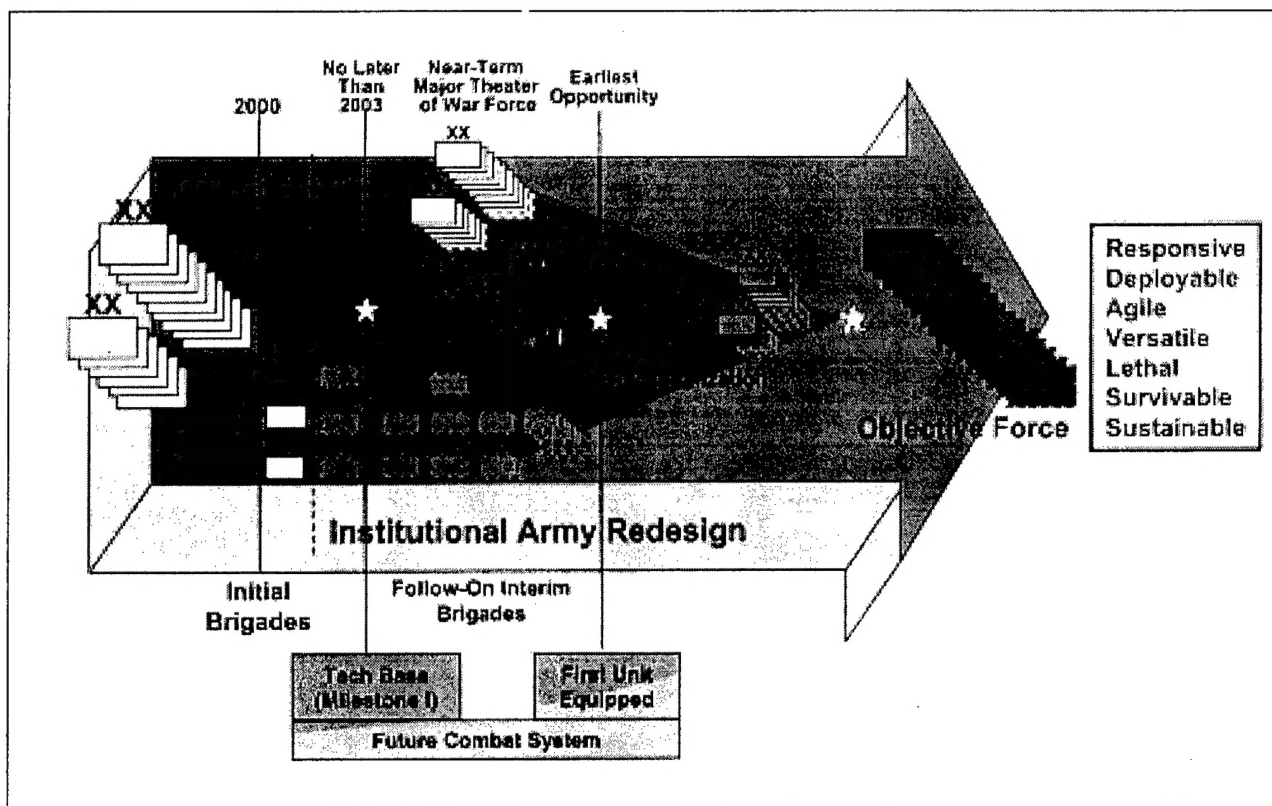 No Later
Than
2003
Near-Term
Major Theater
of War Force
Earliest
Opportunity
2000
XX
XX
XX
Responsive
Deployable
Agile
Versatile
Lethal
Survivable
Sustainable
Objective Force
Institutional Army Redesign
Initial
Brigades
Follow-On Interim
Brigades
Tech Base
(Milestone I)
First Unit
Equipped
Future Combat System